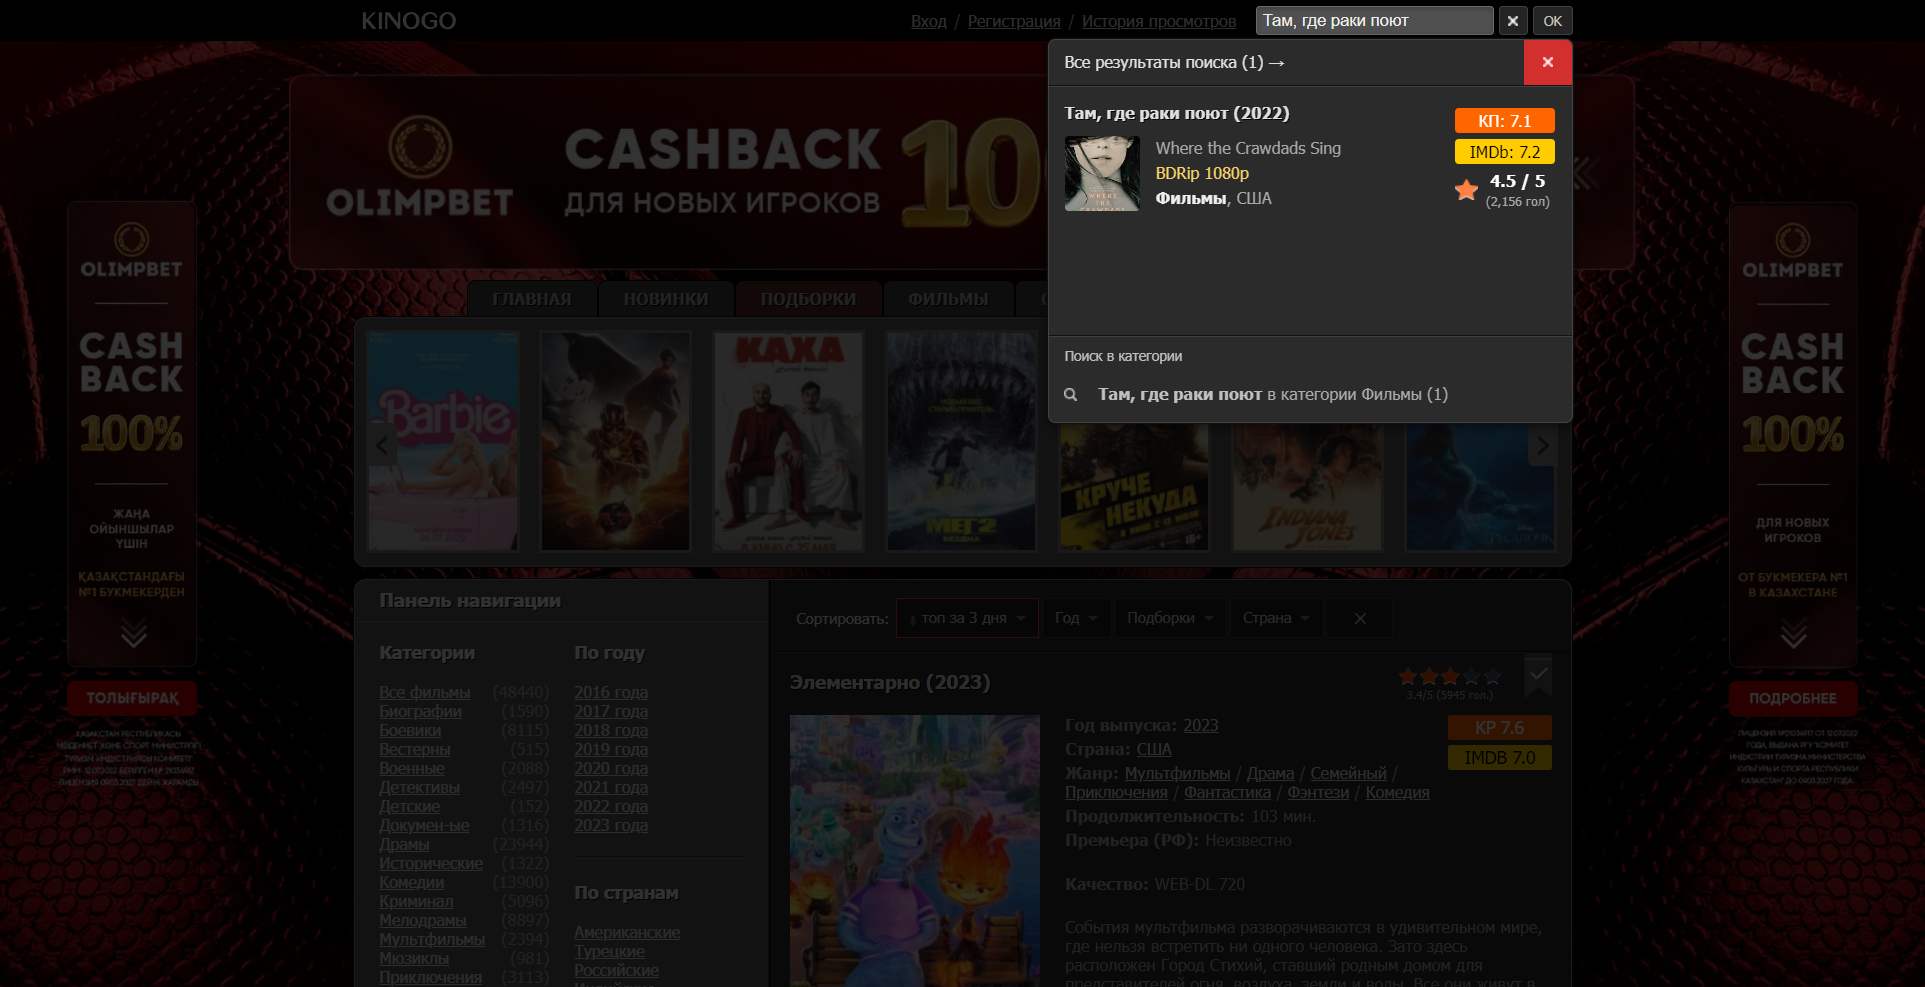 KINOGO
Вход / Регистрация / История просмотров
Там, где раки поют
OK
Все результаты поиска (1) →
Там, где раки поют (2022)
Where the Crawdads Sing
BDRip 1080p
Фильмы, США
КП: 7.1
IMDb: 7.2
4.5 / 5
(2,156 гол)
Поиск в категории
Там, где раки поют в категории Фильмы (1)
OLIMPBET
CASHBACK
ДЛЯ НОВЫХ ИГРОКОВ
OLIMPBET
CASH
BACK
100%
ЖАҢА
ОЙЫНШЫЛАР
ҮШІН
ҚАЗАҚСТАНДАҒЫ
№1 БУКМЕКЕРДЕН
ТОЛЫҒЫРАҚ
OLIMPBET
CASH
BACK
100%
ДЛЯ НОВЫХ
ИГРОКОВ
ОТ БУКМЕКЕРА №1
В КАЗАХСТАНЕ
ПОДРОБНЕЕ
ГЛАВНАЯ
НОВИНКИ
ПОДБОРКИ
ФИЛЬМЫ
Barbie
КАХА
МЕГ2
БЕЗДНА
КРУЧЕ
НЕКУДА
INDIANA
JONES
Панель навигации
Категории
Все фильмы (48440)
Биографии (1590)
Боевики (8115)
Вестерны (515)
Военные (2088)
Детективы (2497)
Детские (152)
Докумен-ые (1316)
Драмы (23944)
Исторические (1322)
Комедии (13900)
Криминал (5096)
Мелодрамы (8897)
Мультфильмы (2394)
Мюзиклы (981)
Приключения (3113)
По году
2016 года
2017 года
2018 года
2019 года
2020 года
2021 года
2022 года
2023 года
По странам
Американские
Турецкие
Российские
Сортировать: ↓ топ за 3 дня Год Подборки Страна
Элементарно (2023)
3.4/5 (5945 гол.)
Год выпуска: 2023
KP 7.6
Страна: США
IMDB 7.0
Жанр: Мультфильмы / Драма / Семейный /
Приключения / Фантастика / Фэнтези / Комедия
Продолжительность: 103 мин.
Премьера (РФ): Неизвестно
Качество: WEB-DL 720
События мультфильма разворачиваются в удивительном мире,
где нельзя встретить ни одного человека. Зато здесь
расположен Город Стихий, ставший родным домом для
представителей огня, воздуха, земли и воды. Все они живут в